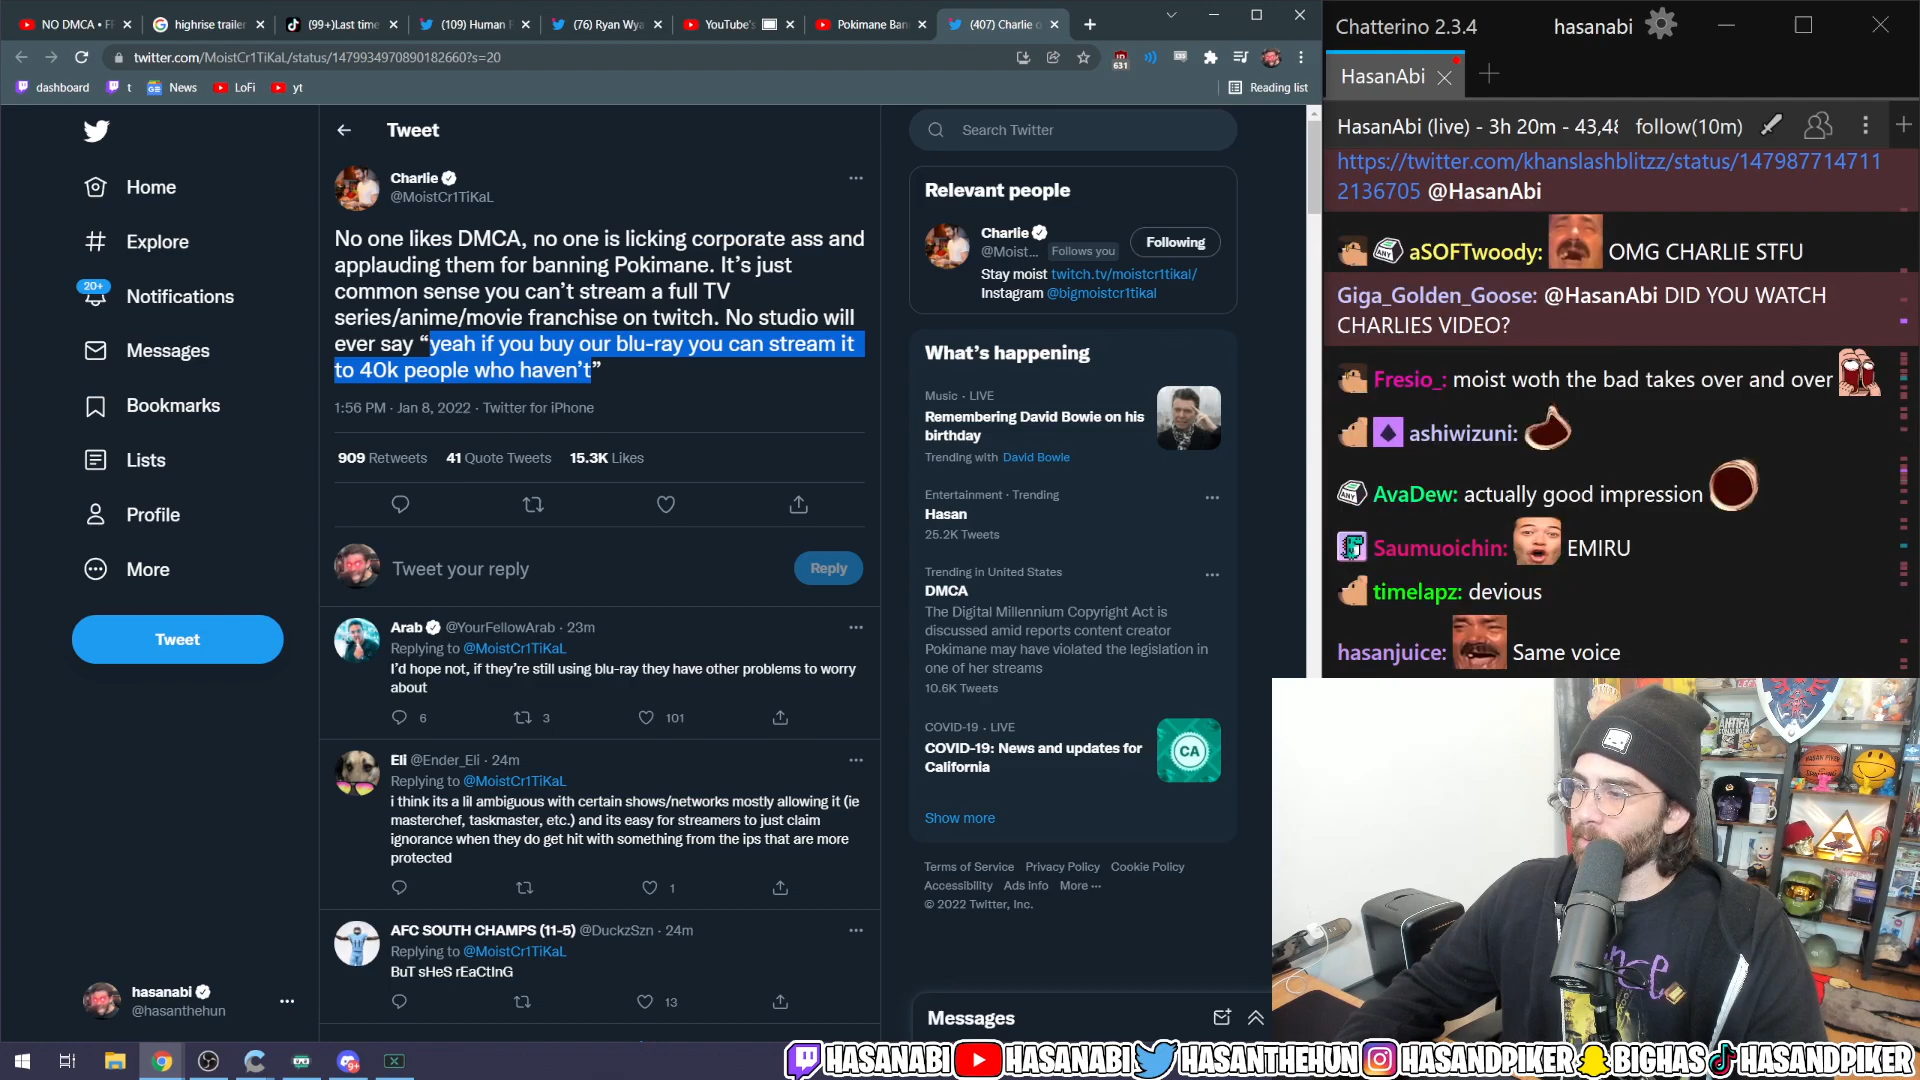 NO DMCA • F
highrise trailer
(99+)Last time
(109) Human
(76) Ryan Wya
YouTube's
Pokimane Ban
(407) Charlie o
twitter.com/MoistCr1TiKaL/status/1479934970890182660?s=20
631
dashboard
t
News
LoFi
yt
Reading list
Home
Explore
20+
Notifications
Messages
Bookmarks
Lists
Profile
More
Tweet
hasanabi
@hasanthehun
Tweet
Charlie
@MoistCr1TiKaL
No one likes DMCA, no one is licking corporate ass and
applauding them for banning Pokimane. It's just
common sense you can't stream a full TV
series/anime/movie franchise on twitch. No studio will
ever say “yeah if you buy our blu-ray you can stream it
to 40k people who haven't”
1:56 PM · Jan 8, 2022 · Twitter for iPhone
909 Retweets 41 Quote Tweets 15.3K Likes
Tweet your reply
Reply
Arab @YourFellowArab · 23m
Replying to @MoistCr1TiKaL
I'd hope not, if they're still using blu-ray they have other problems to worry
about
6 3 101
Eli @Ender_Eli · 24m
Replying to @MoistCr1TiKaL
i think its a lil ambiguous with certain shows/networks mostly allowing it (ie
masterchef, taskmaster, etc.) and its easy for streamers to just claim
ignorance when they do get hit with something from the ips that are more
protected
1
AFC SOUTH CHAMPS (11-5) @DuckzSzn · 24m
Replying to @MoistCr1TiKaL
BuT sHeS rEaCtInG
13
Search Twitter
Relevant people
Charlie
@Moist... Follows you
Following
Stay moist twitch.tv/moistcr1tikal/
Instagram @bigmoistcr1tikal
What's happening
Music · LIVE
Remembering David Bowie on his
birthday
Trending with David Bowie
Entertainment · Trending
Hasan
25.2K Tweets
Trending in United States
DMCA
The Digital Millennium Copyright Act is
discussed amid reports content creator
Pokimane may have violated the legislation in
one of her streams
10.6K Tweets
COVID-19 · LIVE
COVID-19: News and updates for
California
CA
Show more
Terms of Service Privacy Policy Cookie Policy
Accessibility Ads Info More ···
© 2022 Twitter, Inc.
Messages
Chatterino 2.3.4
hasanabi
HasanAbi
HasanAbi (live) - 3h 20m - 43,48
follow(10m)
https://twitter.com/khanslashblitzz/status/147987714711
2136705 @HasanAbi
aSOFTwoody: OMG CHARLIE STFU
Giga_Golden_Goose: @HasanAbi DID YOU WATCH
CHARLIES VIDEO?
Fresio_: moist woth the bad takes over and over
ashiwizuni:
AvaDew: actually good impression
Saumuoichin: EMIRU
timelapz: devious
hasanjuice: Same voice
HASANABI HASANABI HASANTHEHUN HASANDPIKER BIGHAS HASANDPIKER